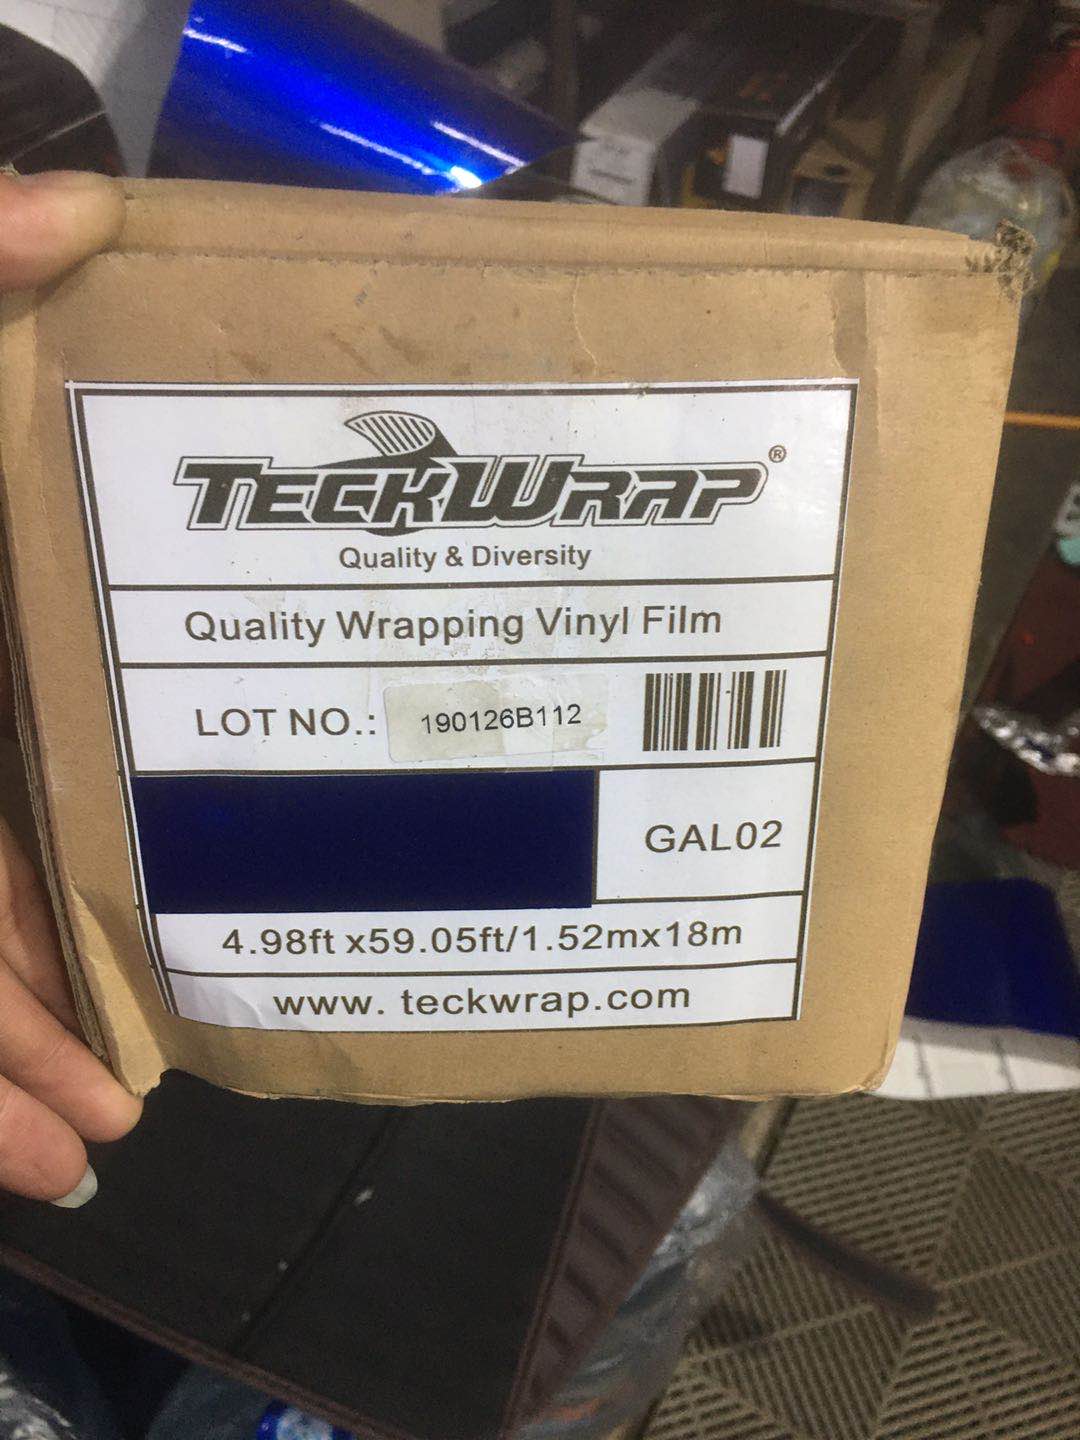 TECKWRAP®
Quality & Diversity
Quality Wrapping Vinyl Film
LOT NO.: 190126B112
GAL02
4.98ft x59.05ft/1.52mx18m
www. teckwrap.com